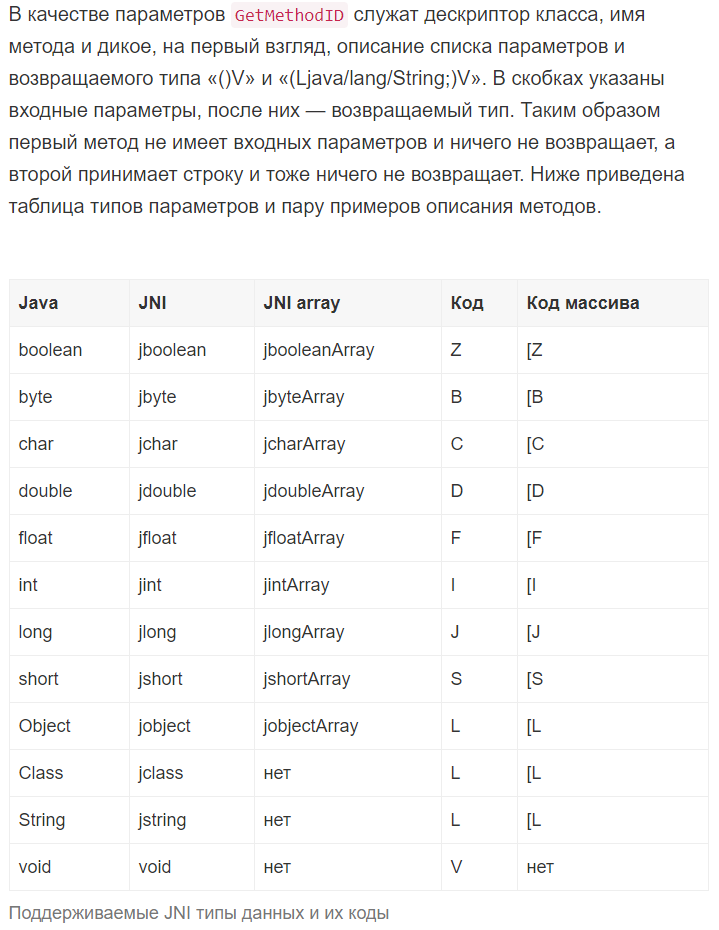 В качестве параметров GetMethodID служат дескриптор класса, имя
метода и дикое, на первый взгляд, описание списка параметров и
возвращаемого типа «()V» и «(Ljava/lang/String;)V». В скобках указаны
входные параметры, после них — возвращаемый тип. Таким образом
первый метод не имеет входных параметров и ничего не возвращает, а
второй принимает строку и тоже ничего не возвращает. Ниже приведена
таблица типов параметров и пару примеров описания методов.
Java JNI JNI array Код Код массива
boolean jboolean jbooleanArray Z [Z
byte jbyte jbyteArray B [B
char jchar jcharArray C [C
double jdouble jdoubleArray D [D
float jfloat jfloatArray F [F
int jint jintArray I [I
long jlong jlongArray J [J
short jshort jshortArray S [S
Object jobject jobjectArray L [L
Class jclass нет L [L
String jstring нет L [L
void void нет V нет
Поддерживаемые JNI типы данных и их коды